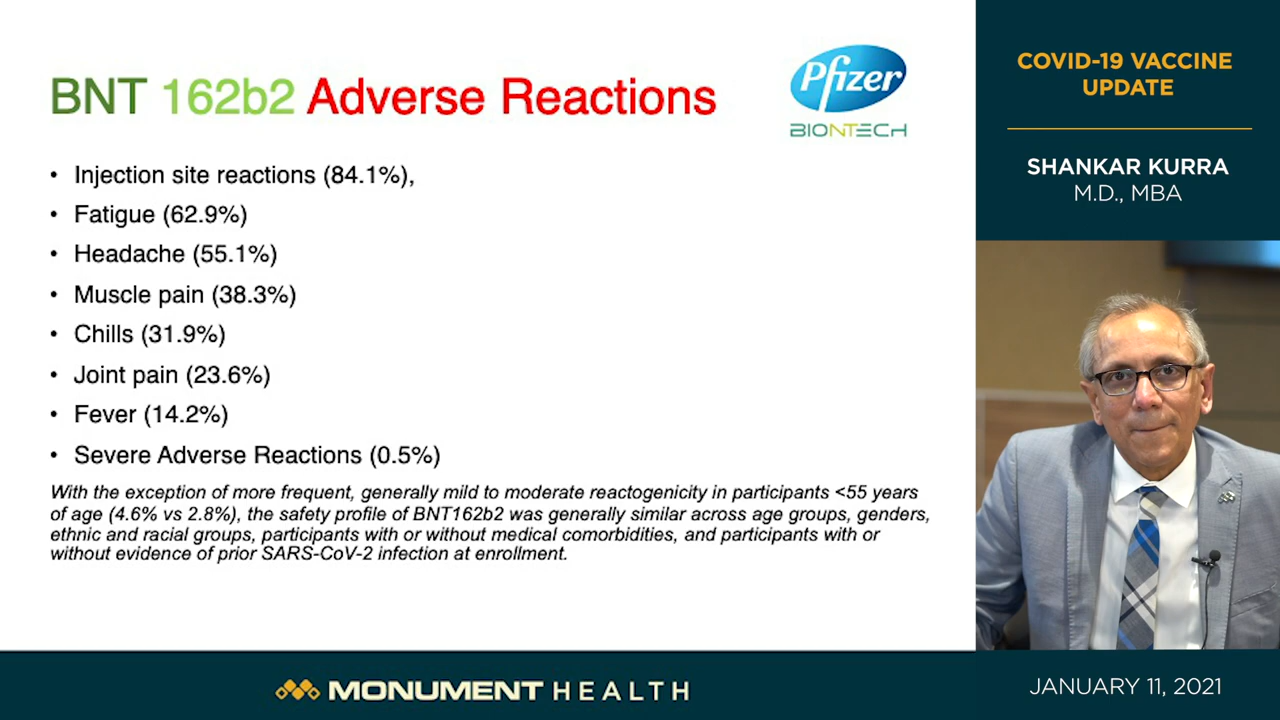 BNT 162b2 Adverse Reactions
Pfizer
BIONTECH
• Injection site reactions (84.1%),
• Fatigue (62.9%)
• Headache (55.1%)
• Muscle pain (38.3%)
• Chills (31.9%)
• Joint pain (23.6%)
• Fever (14.2%)
• Severe Adverse Reactions (0.5%)
With the exception of more frequent, generally mild to moderate reactogenicity in participants <55 years
of age (4.6% vs 2.8%), the safety profile of BNT162b2 was generally similar across age groups, genders,
ethnic and racial groups, participants with or without medical comorbidities, and participants with or
without evidence of prior SARS-CoV-2 infection at enrollment.
COVID-19 VACCINE
UPDATE
SHANKAR KURRA
M.D., MBA
MONUMENT HEALTH
JANUARY 11, 2021